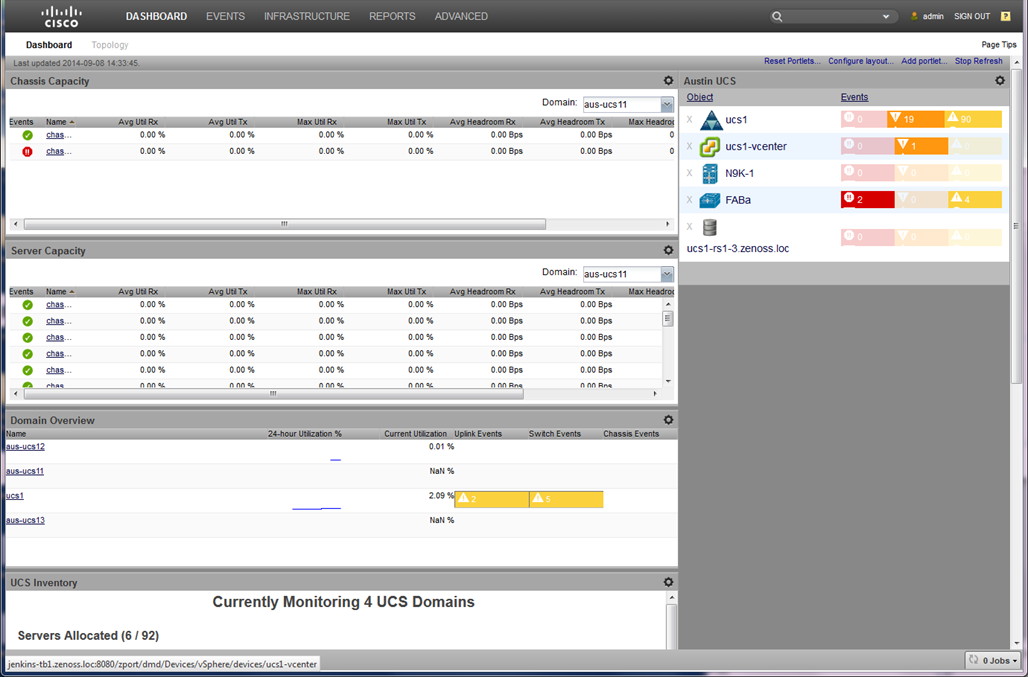 CISCO DASHBOARD EVENTS INFRASTRUCTURE REPORTS ADVANCED admin SIGN OUT ?
Dashboard Topology Page Tips
Last updated 2014-09-08 14:33:45. Reset Portlets... Configure layout... Add portlet... Stop Refresh
Chassis Capacity
Domain: aus-ucs11
Events Name Avg Util Rx Avg Util Tx Max Util Rx Max Util Tx Avg Headroom Rx Avg Headroom Tx Max Headroo
chas... 0.00 % 0.00 % 0.00 % 0.00 % 0.00 Bps 0.00 Bps 0
chas... 0.00 % 0.00 % 0.00 % 0.00 % 0.00 Bps 0.00 Bps 0
Server Capacity
Domain: aus-ucs11
Events Name Avg Util Rx Avg Util Tx Max Util Rx Max Util Tx Avg Headroom Rx Avg Headroom Tx Max Headroo
chas... 0.00 % 0.00 % 0.00 % 0.00 % 0.00 Bps 0.00 Bps
chas... 0.00 % 0.00 % 0.00 % 0.00 % 0.00 Bps 0.00 Bps
chas... 0.00 % 0.00 % 0.00 % 0.00 % 0.00 Bps 0.00 Bps
chas... 0.00 % 0.00 % 0.00 % 0.00 % 0.00 Bps 0.00 Bps
chas... 0.00 % 0.00 % 0.00 % 0.00 % 0.00 Bps 0.00 Bps
chas... 0.00 % 0.00 % 0.00 % 0.00 % 0.00 Bps 0.00 Bps
Domain Overview
Name 24-hour Utilization % Current Utilization Uplink Events Switch Events Chassis Events
aus-ucs12 0.01 %
aus-ucs11 NaN %
ucs1 2.09 % 2 5
aus-ucs13 NaN %
UCS Inventory
Currently Monitoring 4 UCS Domains
Servers Allocated (6 / 92)
Austin UCS
Object Events
X ucs1 0 19 90
X ucs1-vcenter 0 1 0
X N9K-1 0 0 0
X FABa 2 0 4
X 0 0 0
ucs1-rs1-3.zenoss.loc
jenkins-tb1.zenoss.loc:8080/zport/dmd/Devices/vSphere/devices/ucs1-vcenter
0 Jobs